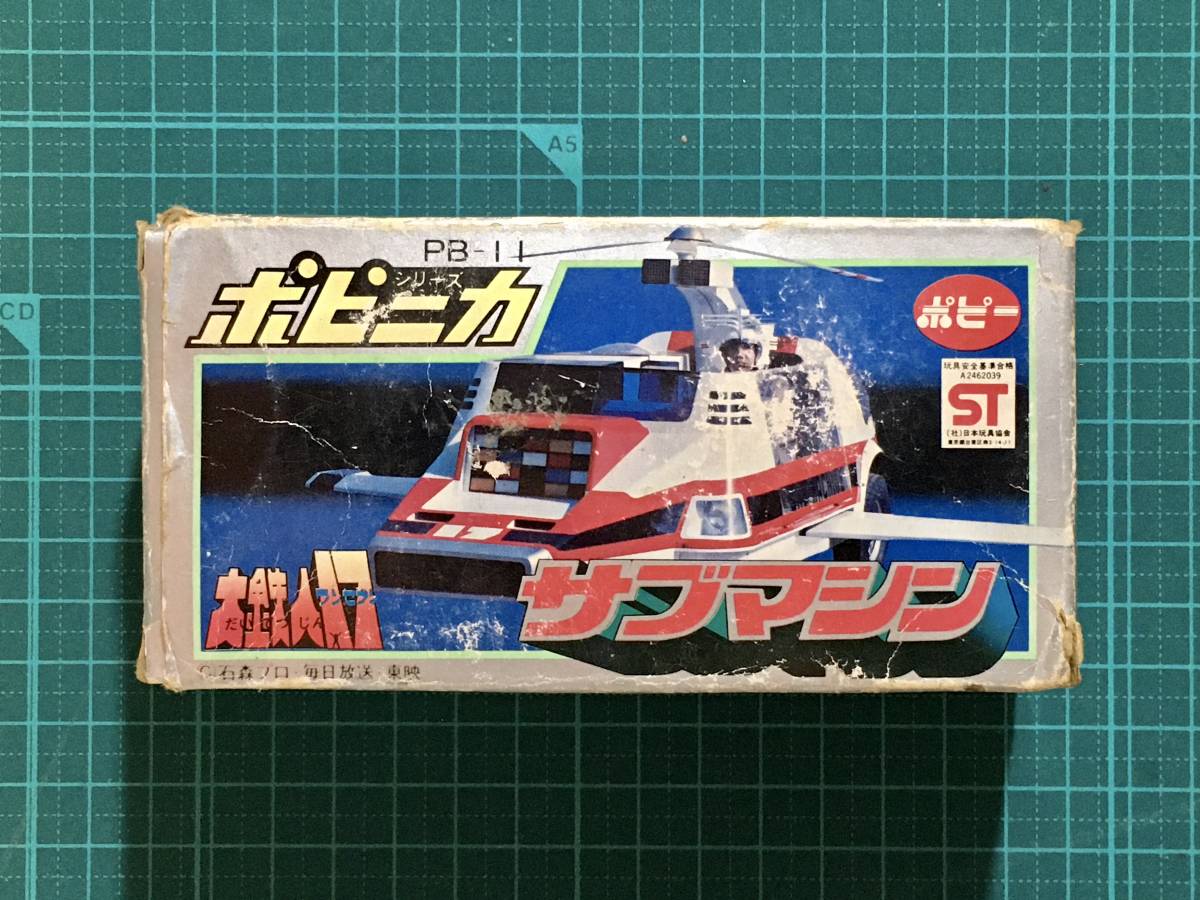 A5
CD
PB-11
ポピニカ
シリーズ
ポピー
玩具安全基準合格
A2462039
ST
(社)日本玩具協会
17
大鉄人17
ワンセブン
だいてつじん
サブマシン
© 石森プロ・毎日放送・東映